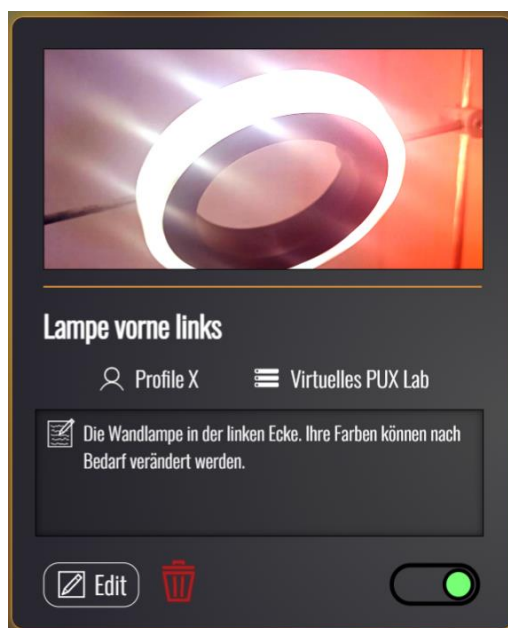 Lampe vorne links
Profile X
Virtuelles PUX Lab
Die Wandlampe in der linken Ecke. Ihre Farben können nach
Bedarf verändert werden.
Edit